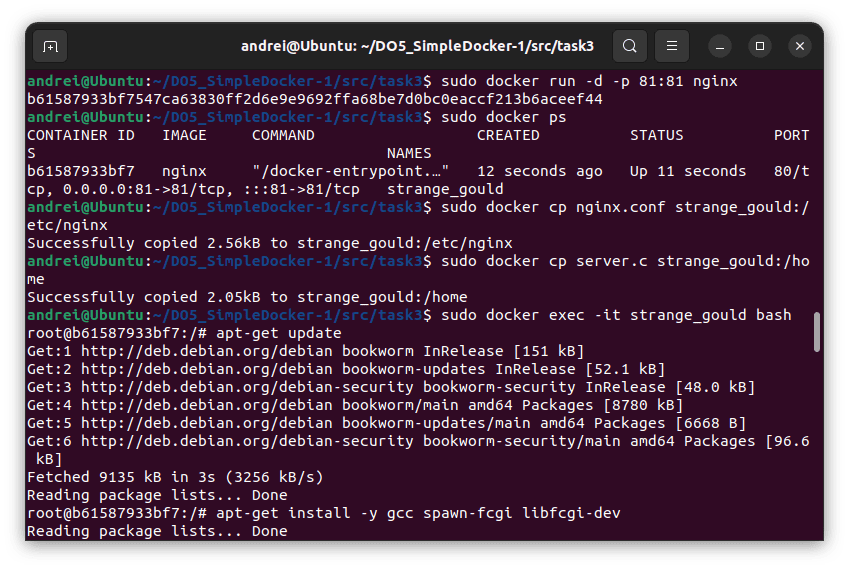 andrei@Ubuntu: ~/DO5_SimpleDocker-1/src/task3
andrei@Ubuntu:~/DO5_SimpleDocker-1/src/task3$ sudo docker run -d -p 81:81 nginx
b61587933bf7547ca63830ff2d6e9e9692ffa68be7d0bc0eaccf213b6aceef44
andrei@Ubuntu:~/DO5_SimpleDocker-1/src/task3$ sudo docker ps
CONTAINER ID   IMAGE     COMMAND                  CREATED          STATUS          PORT
S                                       NAMES
b61587933bf7   nginx     "/docker-entrypoint.…"   12 seconds ago   Up 11 seconds   80/t
cp, 0.0.0.0:81->81/tcp, :::81->81/tcp   strange_gould
andrei@Ubuntu:~/DO5_SimpleDocker-1/src/task3$ sudo docker cp nginx.conf strange_gould:/
etc/nginx
Successfully copied 2.56kB to strange_gould:/etc/nginx
andrei@Ubuntu:~/DO5_SimpleDocker-1/src/task3$ sudo docker cp server.c strange_gould:/ho
me
Successfully copied 2.05kB to strange_gould:/home
andrei@Ubuntu:~/DO5_SimpleDocker-1/src/task3$ sudo docker exec -it strange_gould bash
root@b61587933bf7:/# apt-get update
Get:1 http://deb.debian.org/debian bookworm InRelease [151 kB]
Get:2 http://deb.debian.org/debian bookworm-updates InRelease [52.1 kB]
Get:3 http://deb.debian.org/debian-security bookworm-security InRelease [48.0 kB]
Get:4 http://deb.debian.org/debian bookworm/main amd64 Packages [8780 kB]
Get:5 http://deb.debian.org/debian bookworm-updates/main amd64 Packages [6668 B]
Get:6 http://deb.debian.org/debian-security bookworm-security/main amd64 Packages [96.6
 kB]
Fetched 9135 kB in 3s (3256 kB/s)
Reading package lists... Done
root@b61587933bf7:/# apt-get install -y gcc spawn-fcgi libfcgi-dev
Reading package lists... Done